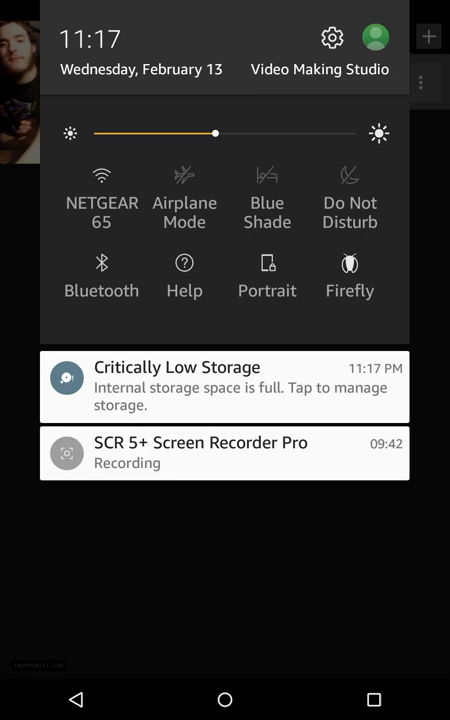 11:17
Wednesday, February 13
Video Making Studio
NETGEAR 65
Airplane Mode
Blue Shade
Do Not Disturb
Bluetooth
Help
Portrait
Firefly
Critically Low Storage
11:17 PM
Internal storage space is full. Tap to manage
storage.
SCR 5+ Screen Recorder Pro
09:42
Recording